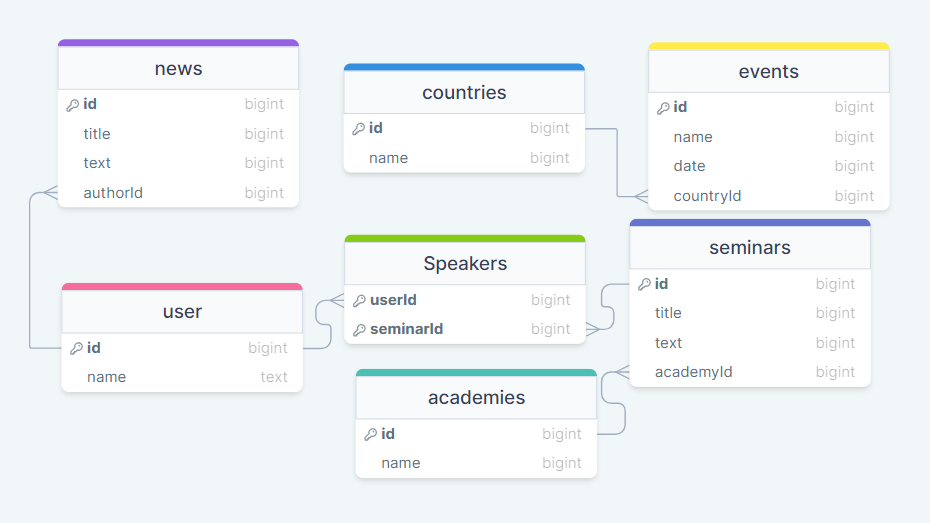 news
id bigint
title bigint
text bigint
authorId bigint
countries
id bigint
name bigint
events
id bigint
name bigint
date bigint
countryId bigint
user
id bigint
name text
Speakers
userId bigint
seminarId bigint
seminars
id bigint
title bigint
text bigint
academyId bigint
academies
id bigint
name bigint